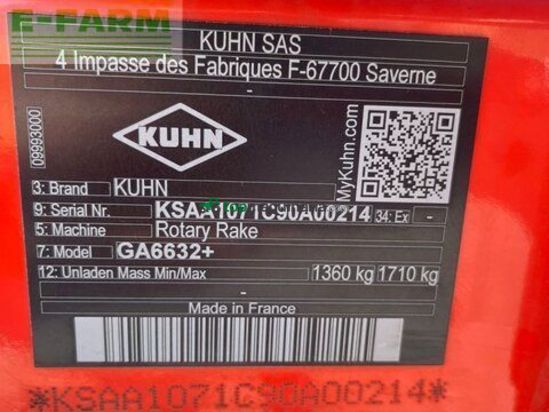 E-FARM
KUHN SAS
4 Impasse des Fabriques F-67700 Saverne
-
09993000
KUHN
MyKuhn.com
3: Brand KUHN
9: Serial Nr. KSAA1071C90A00214 34: Ex -
5: Machine Rotary Rake
7: Model GA6632+
12: Unladen Mass Min/Max 1360 kg 1710 kg
-
Made in France
*KSAA1071C90A00214*